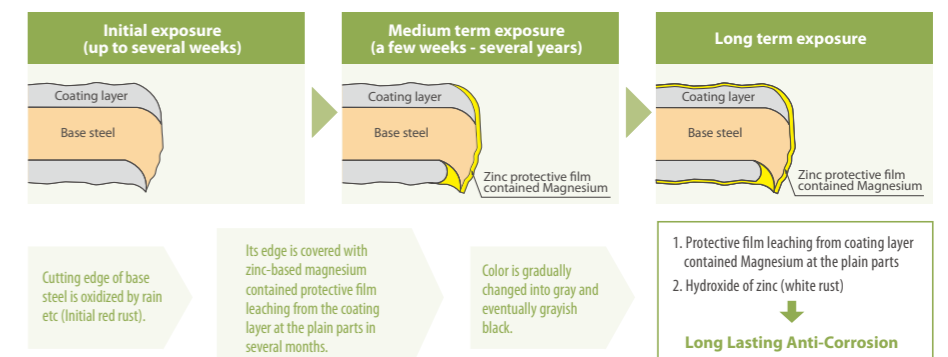 Initial exposure
(up to several weeks)
Medium term exposure
(a few weeks - several years)
Long term exposure
Coating layer
Base steel
Coating layer
Base steel
Zinc protective film
contained Magnesium
Coating layer
Base steel
Zinc protective film
contained Magnesium
Cutting edge of base
steel is oxidized by rain
etc (Initial red rust).
Its edge is covered with
zinc-based magnesium
contained protective film
leaching from the coating
layer at the plain parts in
several months.
Color is gradually
changed into gray and
eventually grayish
black.
1. Protective film leaching from coating layer
contained Magnesium at the plain parts
2. Hydroxide of zinc (white rust)
Long Lasting Anti-Corrosion